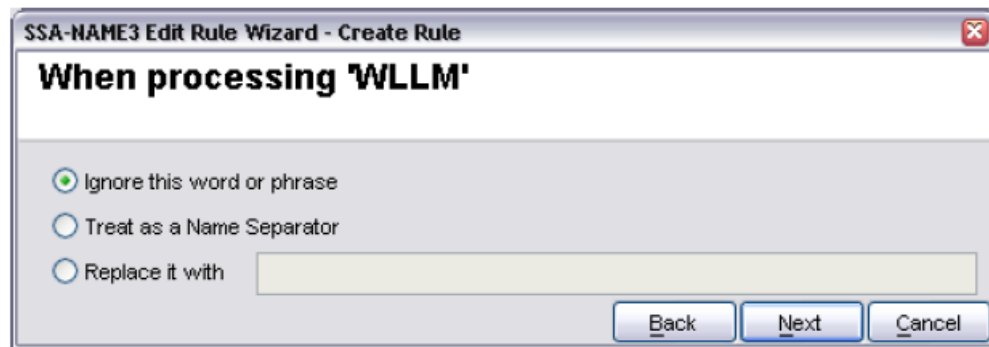 SSA-NAME3 Edit Rule Wizard - Create Rule
When processing 'WLLM'
Ignore this word or phrase
Treat as a Name Separator
Replace it with
Back Next Cancel